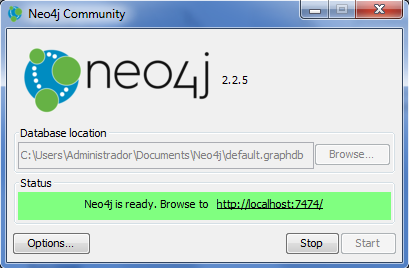 Neo4j Community
neo4j 2.2.5
Database location
C:\Users\Administrador\Documents\Neo4j\default.graphdb Browse...
Status
Neo4j is ready. Browse to http://localhost:7474/
Options... Stop Start